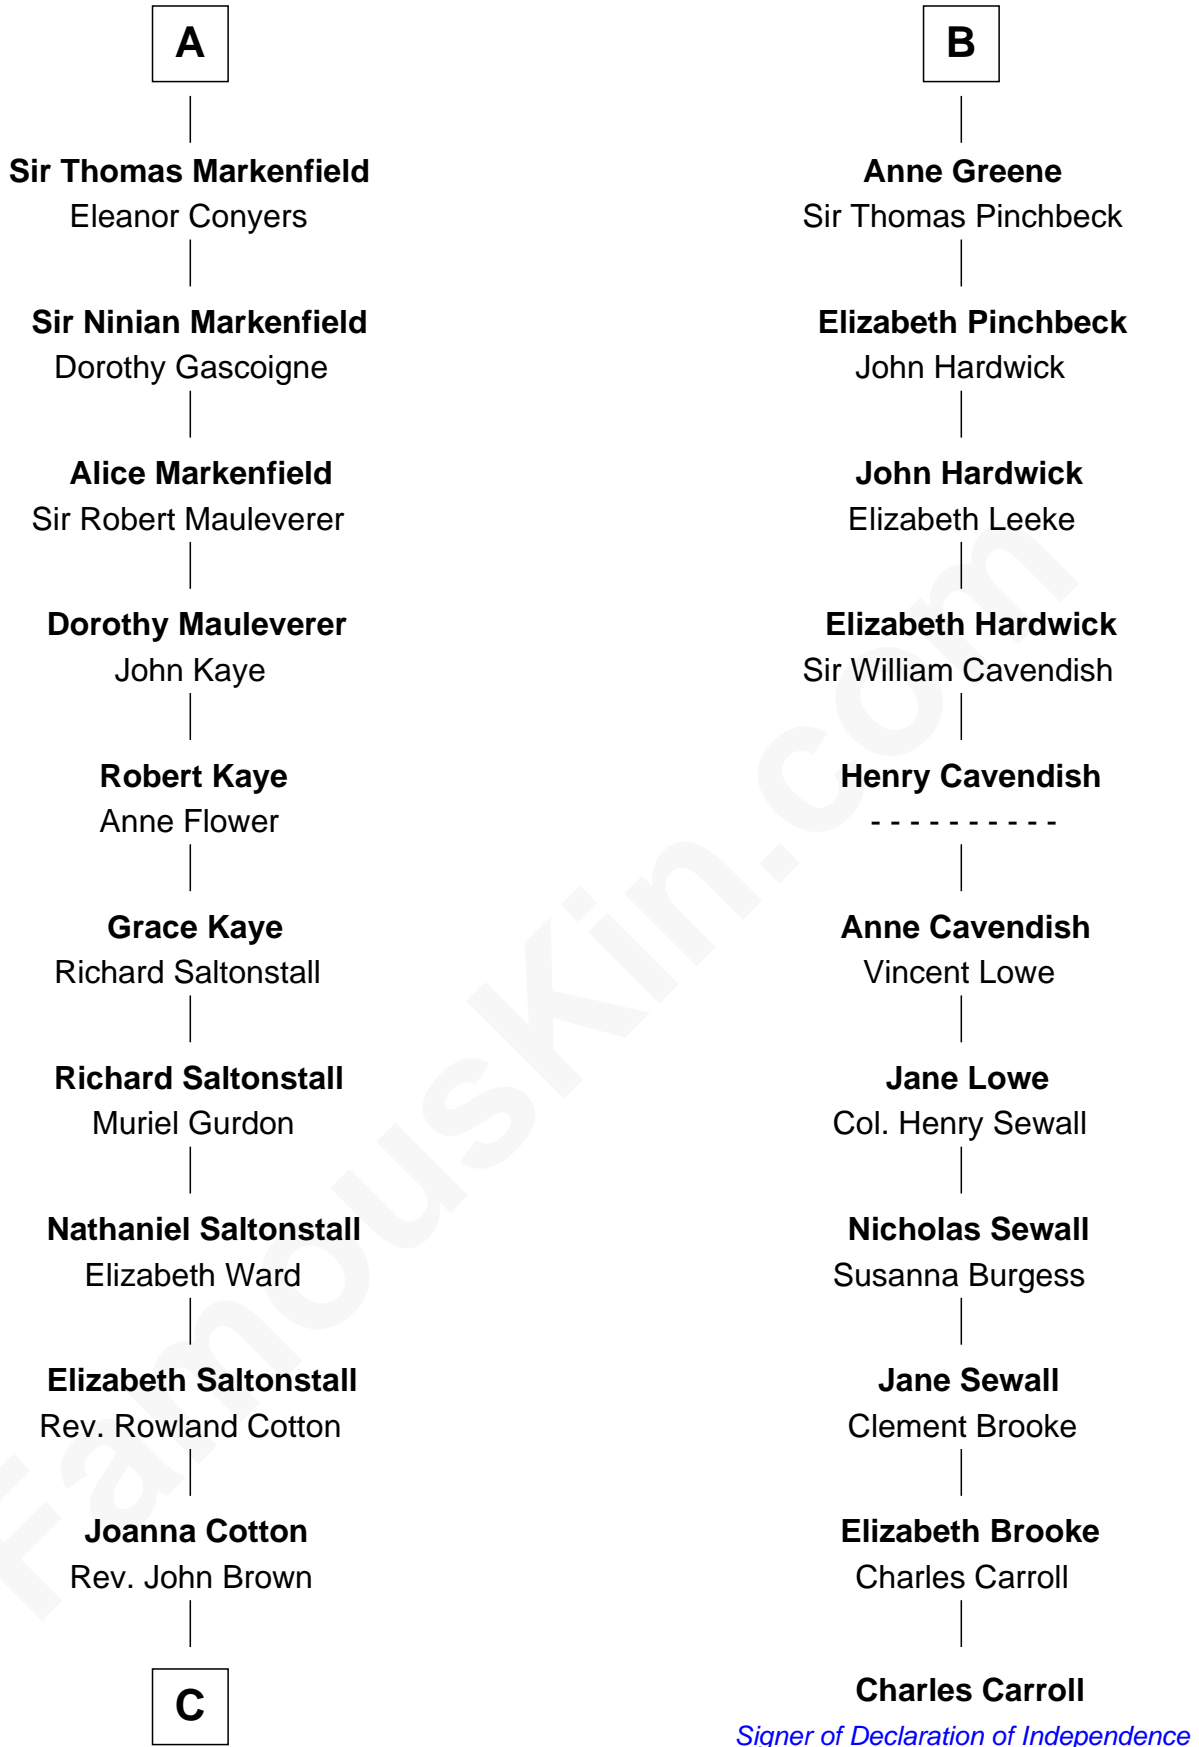 A
Sir Thomas Markenfield
Eleanor Conyers
Sir Ninian Markenfield
Dorothy Gascoigne
Alice Markenfield
Sir Robert Mauleverer
Dorothy Mauleverer
John Kaye
Robert Kaye
Anne Flower
Grace Kaye
Richard Saltonstall
Richard Saltonstall
Muriel Gurdon
Nathaniel Saltonstall
Elizabeth Ward
Elizabeth Saltonstall
Rev. Rowland Cotton
Joanna Cotton
Rev. John Brown
C
B
Anne Greene
Sir Thomas Pinchbeck
Elizabeth Pinchbeck
John Hardwick
John Hardwick
Elizabeth Leeke
Elizabeth Hardwick
Sir William Cavendish
Henry Cavendish
- - - - - - - - - -
Anne Cavendish
Vincent Lowe
Jane Lowe
Col. Henry Sewall
Nicholas Sewall
Susanna Burgess
Jane Sewall
Clement Brooke
Elizabeth Brooke
Charles Carroll
Charles Carroll
Signer of Declaration of Independence
FamousKin.com